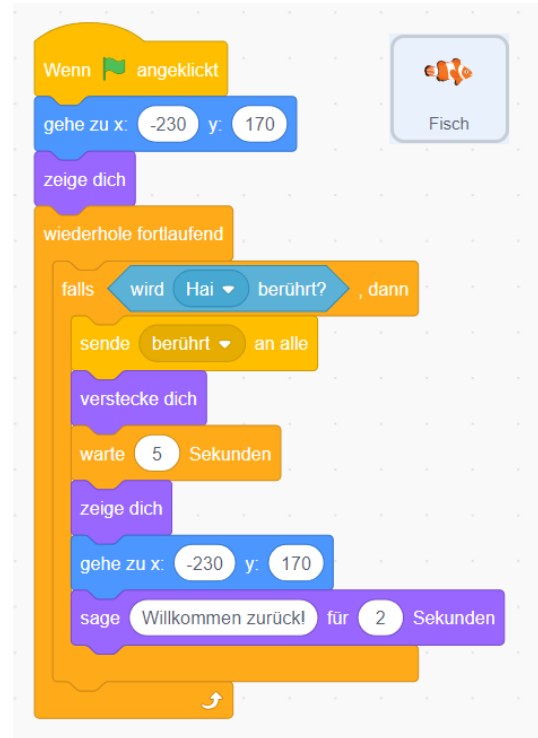 Wenn angeklickt
Fisch
gehe zu x: -230 y: 170
zeige dich
wiederhole fortlaufend
falls wird Hai berührt? , dann
sende berührt an alle
verstecke dich
warte 5 Sekunden
zeige dich
gehe zu x: -230 y: 170
sage Willkommen zurück! für 2 Sekunden